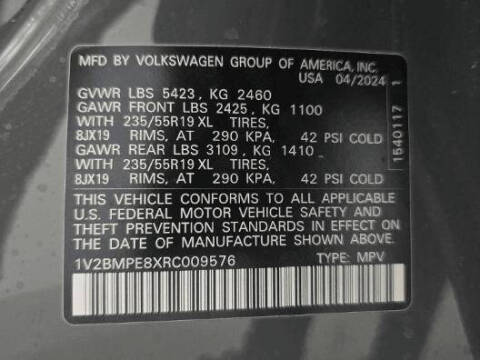 MFD BY VOLKSWAGEN GROUP OF AMERICA, INC.
USA 04/2024
GVWR LBS 5423, KG 2460
GAWR FRONT LBS 2425, KG 1100
WITH 235/55R19 XL TIRES,
8JX19 RIMS, AT 290 KPA, 42 PSI COLD
GAWR REAR LBS 3109, KG 1410
WITH 235/55R19 XL TIRES,
8JX19 RIMS, AT 290 KPA, 42 PSI COLD
THIS VEHICLE CONFORMS TO ALL APPLICABLE
U.S. FEDERAL MOTOR VEHICLE SAFETY AND
THEFT PREVENTION STANDARDS IN EFFECT ON
THE DATE OF MANUFACTURE SHOWN ABOVE.
1V2BMPE8XRC009576 TYPE: MPV
1540117 1